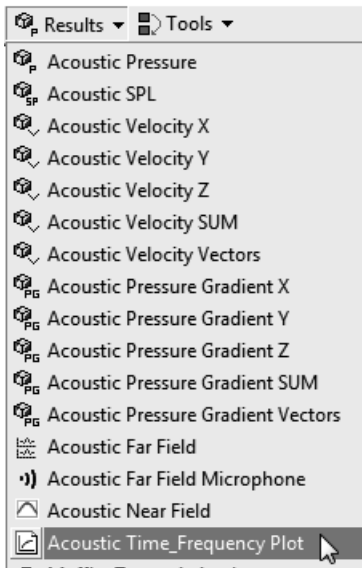 Results Tools
Acoustic Pressure
Acoustic SPL
Acoustic Velocity X
Acoustic Velocity Y
Acoustic Velocity Z
Acoustic Velocity SUM
Acoustic Velocity Vectors
Acoustic Pressure Gradient X
Acoustic Pressure Gradient Y
Acoustic Pressure Gradient Z
Acoustic Pressure Gradient SUM
Acoustic Pressure Gradient Vectors
Acoustic Far Field
Acoustic Far Field Microphone
Acoustic Near Field
Acoustic Time_Frequency Plot